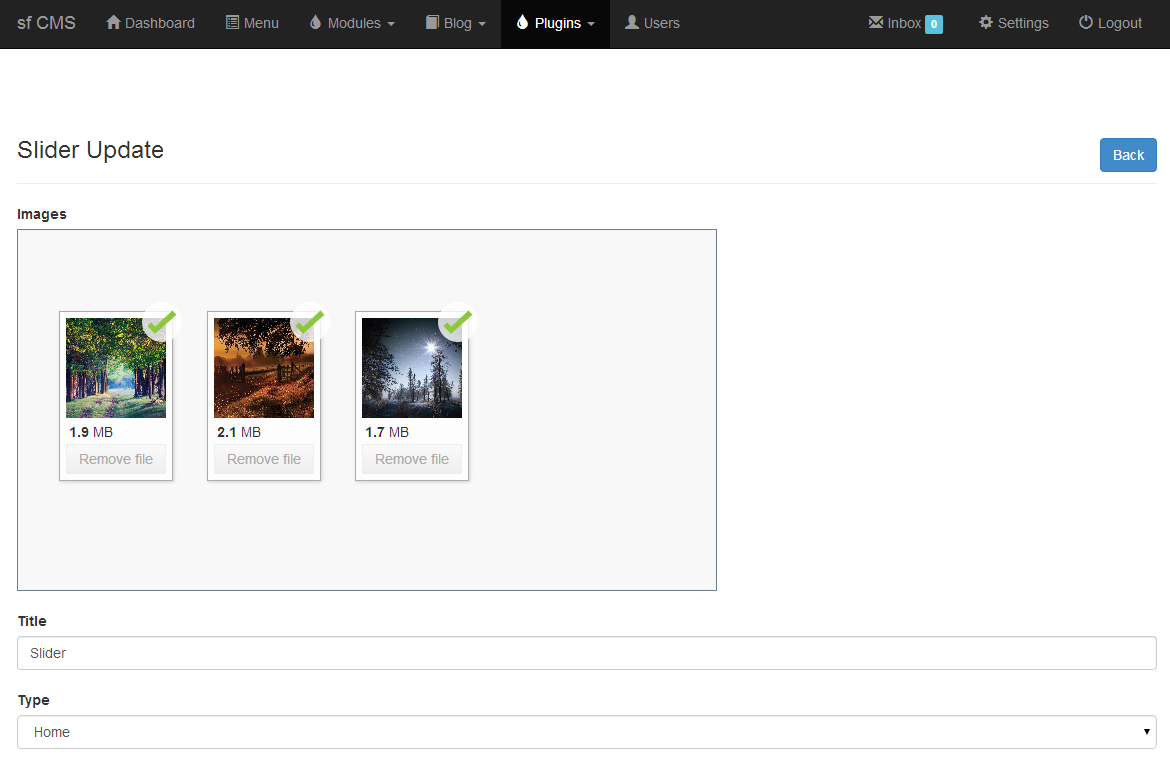 sf CMS Dashboard Menu Modules Blog Plugins Users Inbox 0 Settings Logout
Slider Update Back
Images
1.9 MB 2.1 MB 1.7 MB
Remove file Remove file Remove file
Title
Slider
Type
Home